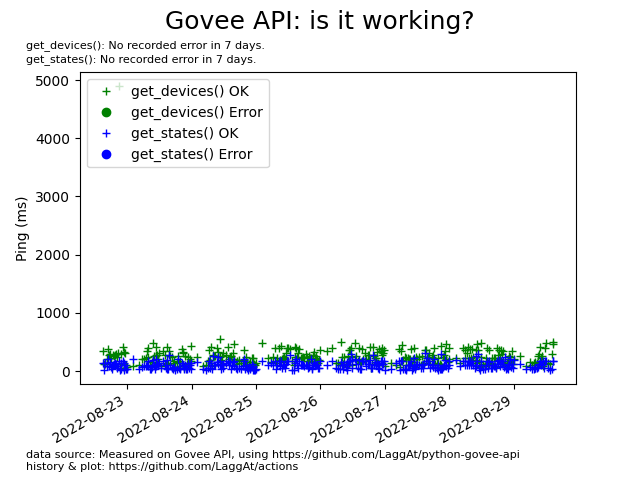 Govee API: is it working?
get_devices(): No recorded error in 7 days.
get_states(): No recorded error in 7 days.
get_devices() OK
get_devices() Error
get_states() OK
get_states() Error
Ping (ms)
5000
4000
3000
2000
1000
0
2022-08-23
2022-08-24
2022-08-25
2022-08-26
2022-08-27
2022-08-28
2022-08-29
data source: Measured on Govee API, using https://github.com/LaggAt/python-govee-api
history & plot: https://github.com/LaggAt/actions